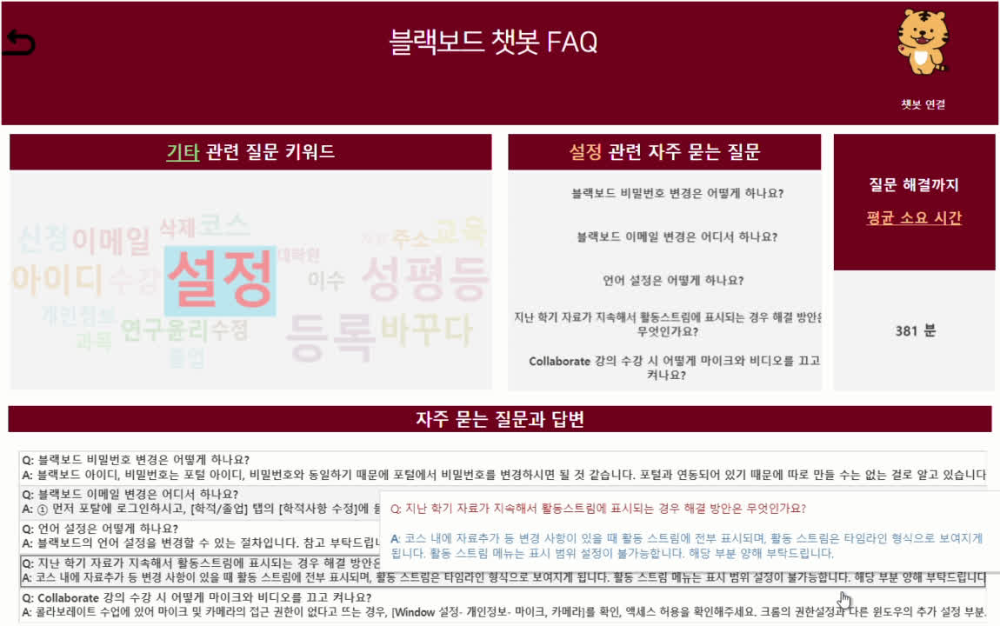 블랙보드 챗봇 FAQ
챗봇 연결
기타 관련 질문 키워드
신청 이메일 삭제 코스
주소 교육
아이디 수강 설정 대학원 이수 성평등
개인정보 과목 연구윤리 수정 등록 바꾸다
졸업
설정 관련 자주 묻는 질문
블랙보드 비밀번호 변경은 어떻게 하나요?
블랙보드 이메일 변경은 어디서 하나요?
언어 설정은 어떻게 하나요?
지난 학기 자료가 지속해서 활동스트림에 표시되는 경우 해결 방안은
무엇인가요?
Collaborate 강의 수강 시 어떻게 마이크와 비디오를 끄고
켜나요?
질문 해결까지
평균 소요 시간
381 분
자주 묻는 질문과 답변
Q: 블랙보드 비밀번호 변경은 어떻게 하나요?
A: 블랙보드 아이디, 비밀번호는 포털 아이디, 비밀번호와 동일하기 때문에 포털에서 비밀번호를 변경하시면 될 것 같습니다. 포털과 연동되어 있기 때문에 따로 만들 수는 없는 걸로 알고 있습니다
Q: 블랙보드 이메일 변경은 어디서 하나요?
A: ① 먼저 포탈에 로그인하시고, [학적/졸업] 탭의 [학적사항 수정]에
Q: 언어 설정은 어떻게 하나요?
A: 블랙보드의 언어 설정을 변경할 수 있는 절차입니다. 참고 부탁드립니
Q: 지난 학기 자료가 지속해서 활동스트림에 표시되는 경우 해결 방안은
A: 코스 내에 자료추가 등 변경 사항이 있을 때 활동 스트림에 전부 표시되며, 활동 스트림은 타임라인 형식으로 보여지게 됩니다. 활동 스트림 메뉴는 표시 범위 설정이 불가능합니다. 해당 부분 양해 부탁드립니다
Q: Collaborate 강의 수강 시 어떻게 마이크와 비디오를 끄고 켜나요?
A: 콜라보레이트 수업에 있어 마이크 및 카메라의 접근 권한이 없다고 뜨는 경우, [Window 설정- 개인정보- 마이크, 카메라]를 확인, 액세스 허용을 확인해주세요. 크롬의 권한설정과 다른 윈도우의 추가 설정 부분.
Q: 지난 학기 자료가 지속해서 활동스트림에 표시되는 경우 해결 방안은 무엇인가요?
A: 코스 내에 자료추가 등 변경 사항이 있을 때 활동 스트림에 전부 표시되며, 활동 스트림은 타임라인 형식으로 보여지게
됩니다. 활동 스트림 메뉴는 표시 범위 설정이 불가능합니다. 해당 부분 양해 부탁드립니다.